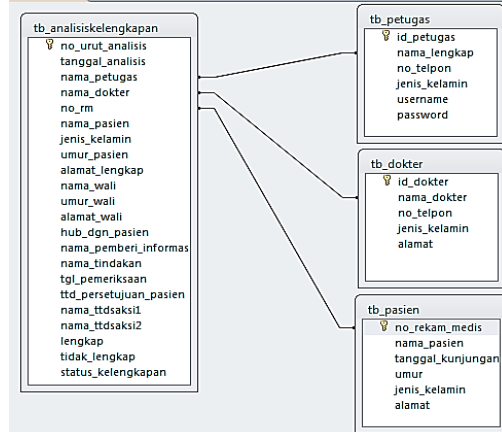 tb_analisiskelengkapan
no_urut_analisis
tanggal_analisis
nama_petugas
nama_dokter
no_rm
nama_pasien
jenis_kelamin
umur_pasien
alamat_lengkap
nama_wali
umur_wali
alamat_wali
hub_dgn_pasien
nama_pemberi_informas
nama_tindakan
tgl_pemeriksaan
ttd_persetujuan_pasien
nama_ttdsaksi1
nama_ttdsaksi2
lengkap
tidak_lengkap
status_kelengkapan
tb_petugas
id_petugas
nama_lengkap
no_telpon
jenis_kelamin
username
password
tb_dokter
id_dokter
nama_dokter
no_telpon
jenis_kelamin
alamat
tb_pasien
no_rekam_medis
nama_pasien
tanggal_kunjungan
umur
jenis_kelamin
alamat